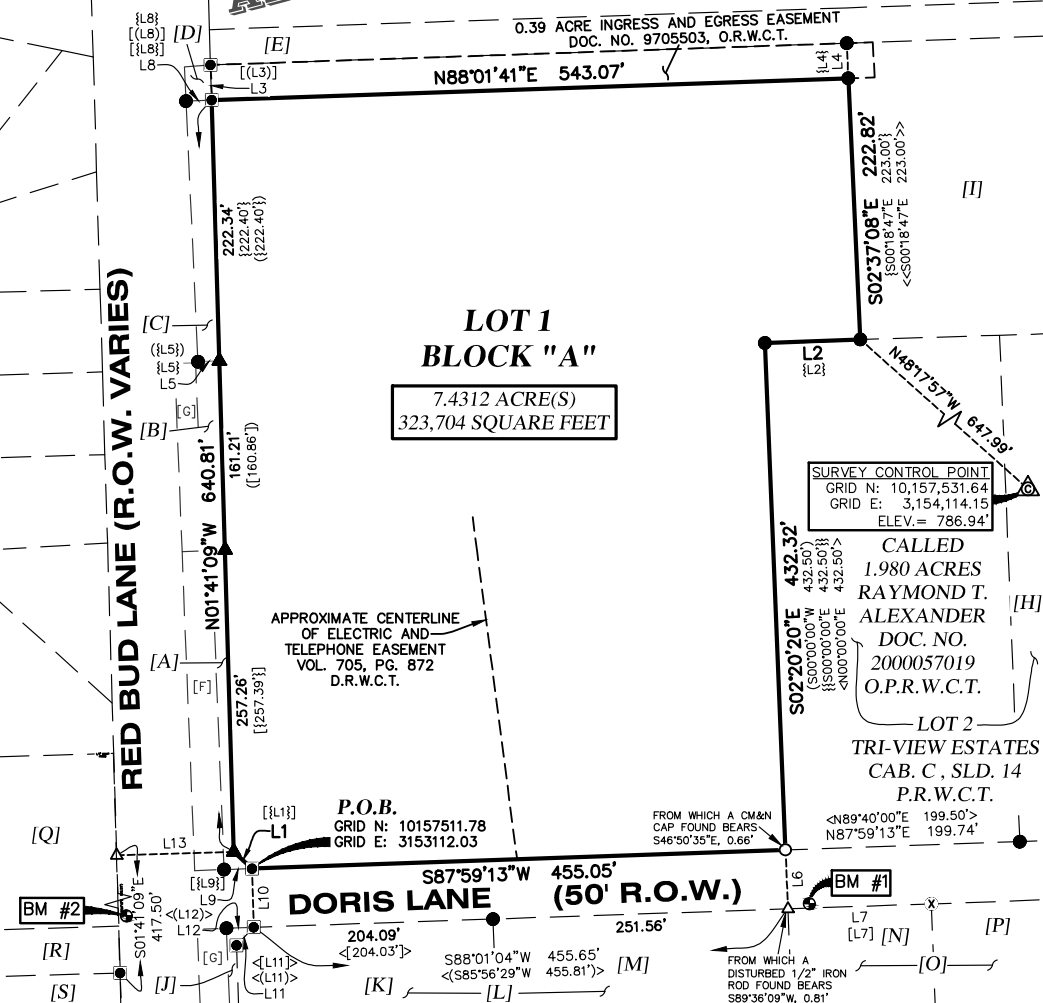 {L8}
[(L8)]
[{L8}]
L8
[D]
[E]
0.39 ACRE INGRESS AND EGRESS EASEMENT
DOC. NO. 9705503, O.R.W.C.T.
[(L3)]
L3
N88°01'41"E 543.07'
L4
{L4}
222.34'
{222.40'}
({222.40'})
S02°37'08"E 222.82'
{S00°18'47"E 223.00'}
<<S00°18'47"E 223.00'>>
[I]
RED BUD LANE (R.O.W. VARIES)
[C]
({L5})
{L5}
L5
[G]
[B]
LOT 1
BLOCK "A"
7.4312 ACRE(S)
323,704 SQUARE FEET
L2
{L2}
N48°17'57"W 647.99'
SURVEY CONTROL POINT
GRID N: 10,157,531.64
GRID E: 3,154,114.15
ELEV.= 786.94'
C
N01°41'09"W 640.81'
161.21'
([160.86'])
CALLED
1.980 ACRES
RAYMOND T.
ALEXANDER
DOC. NO.
2000057019
O.P.R.W.C.T.
[H]
S02°20'20"E 432.32'
(S00°00'00"W 432.50')
{{S00°00'00"E 432.50'}}
<N00°00'00"E 432.50'>
APPROXIMATE CENTERLINE
OF ELECTRIC AND
TELEPHONE EASEMENT
VOL. 705, PG. 872
D.R.W.C.T.
[A]
[F]
257.26'
[{257.39'}]
LOT 2
TRI-VIEW ESTATES
CAB. C , SLD. 14
P.R.W.C.T.
<N89°40'00"E 199.50'>
N87°59'13"E 199.74'
[Q]
L13
[{L1}]
L1
P.O.B.
GRID N: 10157511.78
GRID E: 3153112.03
FROM WHICH A CM&N
CAP FOUND BEARS
S46°50'35"E, 0.66'
S87°59'13"W 455.05'
[{L9}]
L9
L10
DORIS LANE (50' R.O.W.)
L6
BM #1
BM #2
S01°41'09"E
417.50'
<(L12)>
L12
204.09'
<[204.03']>
251.56'
L7
[L7]
[N]
X
[P]
[R]
[G]
<[L11]>
<(L11)>
L11
S88°01'04"W 455.65'
<(S85°56'29"W 455.81')>
[M]
FROM WHICH A
DISTURBED 1/2" IRON
ROD FOUND BEARS
S89°36'09"W, 0.81'
[O]
[S]
[J]
[K]
[L]